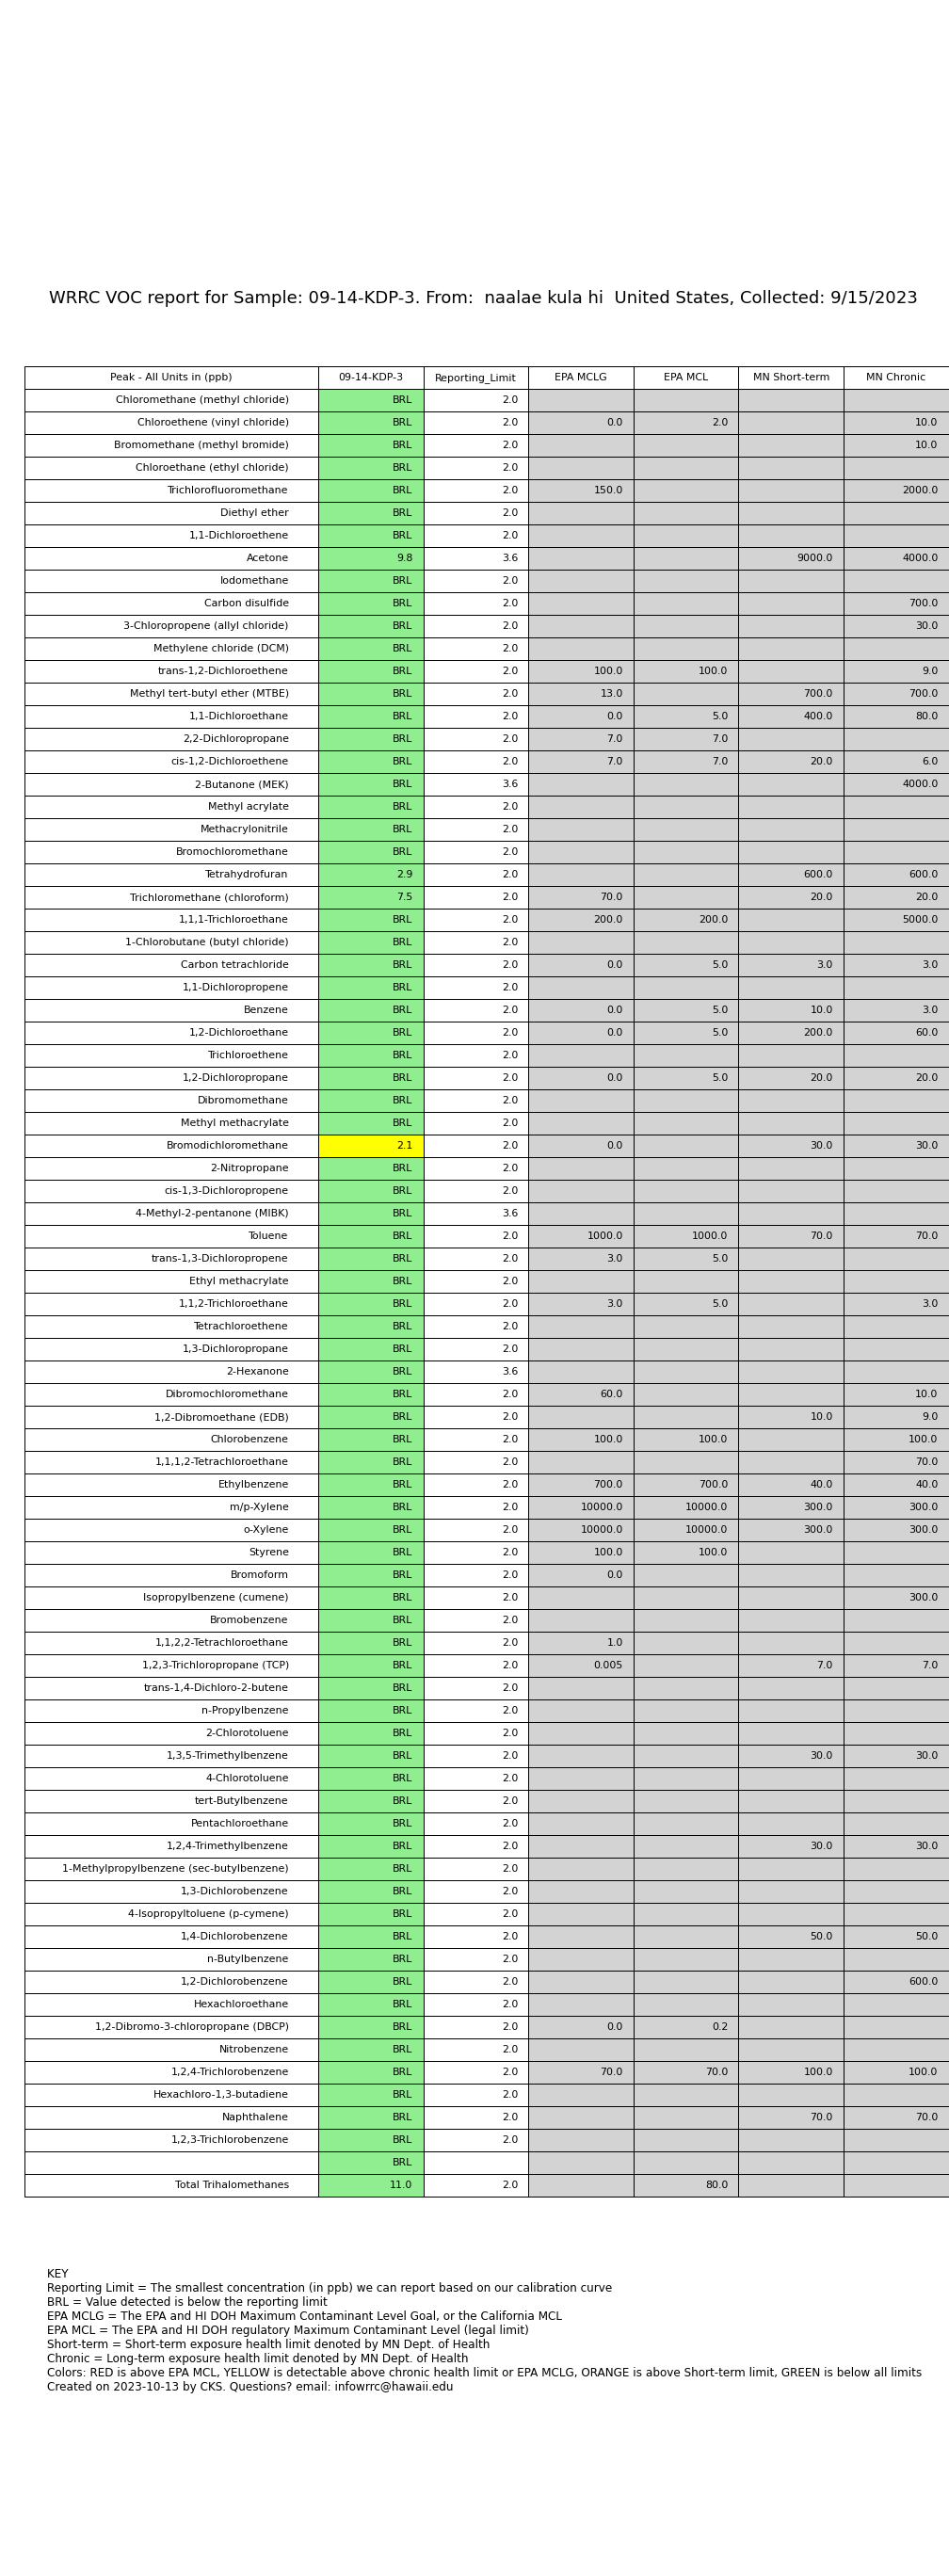 WRRC VOC report for Sample: 09-14-KDP-3. From:  naalae kula hi  United States, Collected: 9/15/2023
Peak - All Units in (ppb) 09-14-KDP-3 Reporting_Limit EPA MCLG EPA MCL MN Short-term MN Chronic
Chloromethane (methyl chloride) BRL 2.0
Chloroethene (vinyl chloride) BRL 2.0 0.0 2.0 10.0
Bromomethane (methyl bromide) BRL 2.0 10.0
Chloroethane (ethyl chloride) BRL 2.0
Trichlorofluoromethane BRL 2.0 150.0 2000.0
Diethyl ether BRL 2.0
1,1-Dichloroethene BRL 2.0
Acetone 9.8 3.6 9000.0 4000.0
Iodomethane BRL 2.0
Carbon disulfide BRL 2.0 700.0
3-Chloropropene (allyl chloride) BRL 2.0 30.0
Methylene chloride (DCM) BRL 2.0
trans-1,2-Dichloroethene BRL 2.0 100.0 100.0 9.0
Methyl tert-butyl ether (MTBE) BRL 2.0 13.0 700.0 700.0
1,1-Dichloroethane BRL 2.0 0.0 5.0 400.0 80.0
2,2-Dichloropropane BRL 2.0 7.0 7.0
cis-1,2-Dichloroethene BRL 2.0 7.0 7.0 20.0 6.0
2-Butanone (MEK) BRL 3.6 4000.0
Methyl acrylate BRL 2.0
Methacrylonitrile BRL 2.0
Bromochloromethane BRL 2.0
Tetrahydrofuran 2.9 2.0 600.0 600.0
Trichloromethane (chloroform) 7.5 2.0 70.0 20.0 20.0
1,1,1-Trichloroethane BRL 2.0 200.0 200.0 5000.0
1-Chlorobutane (butyl chloride) BRL 2.0
Carbon tetrachloride BRL 2.0 0.0 5.0 3.0 3.0
1,1-Dichloropropene BRL 2.0
Benzene BRL 2.0 0.0 5.0 10.0 3.0
1,2-Dichloroethane BRL 2.0 0.0 5.0 200.0 60.0
Trichloroethene BRL 2.0
1,2-Dichloropropane BRL 2.0 0.0 5.0 20.0 20.0
Dibromomethane BRL 2.0
Methyl methacrylate BRL 2.0
Bromodichloromethane 2.1 2.0 0.0 30.0 30.0
2-Nitropropane BRL 2.0
cis-1,3-Dichloropropene BRL 2.0
4-Methyl-2-pentanone (MIBK) BRL 3.6
Toluene BRL 2.0 1000.0 1000.0 70.0 70.0
trans-1,3-Dichloropropene BRL 2.0 3.0 5.0
Ethyl methacrylate BRL 2.0
1,1,2-Trichloroethane BRL 2.0 3.0 5.0 3.0
Tetrachloroethene BRL 2.0
1,3-Dichloropropane BRL 2.0
2-Hexanone BRL 3.6
Dibromochloromethane BRL 2.0 60.0 10.0
1,2-Dibromoethane (EDB) BRL 2.0 10.0 9.0
Chlorobenzene BRL 2.0 100.0 100.0 100.0
1,1,1,2-Tetrachloroethane BRL 2.0 70.0
Ethylbenzene BRL 2.0 700.0 700.0 40.0 40.0
m/p-Xylene BRL 2.0 10000.0 10000.0 300.0 300.0
o-Xylene BRL 2.0 10000.0 10000.0 300.0 300.0
Styrene BRL 2.0 100.0 100.0
Bromoform BRL 2.0 0.0
Isopropylbenzene (cumene) BRL 2.0 300.0
Bromobenzene BRL 2.0
1,1,2,2-Tetrachloroethane BRL 2.0 1.0
1,2,3-Trichloropropane (TCP) BRL 2.0 0.005 7.0 7.0
trans-1,4-Dichloro-2-butene BRL 2.0
n-Propylbenzene BRL 2.0
2-Chlorotoluene BRL 2.0
1,3,5-Trimethylbenzene BRL 2.0 30.0 30.0
4-Chlorotoluene BRL 2.0
tert-Butylbenzene BRL 2.0
Pentachloroethane BRL 2.0
1,2,4-Trimethylbenzene BRL 2.0 30.0 30.0
1-Methylpropylbenzene (sec-butylbenzene) BRL 2.0
1,3-Dichlorobenzene BRL 2.0
4-Isopropyltoluene (p-cymene) BRL 2.0
1,4-Dichlorobenzene BRL 2.0 50.0 50.0
n-Butylbenzene BRL 2.0
1,2-Dichlorobenzene BRL 2.0 600.0
Hexachloroethane BRL 2.0
1,2-Dibromo-3-chloropropane (DBCP) BRL 2.0 0.0 0.2
Nitrobenzene BRL 2.0
1,2,4-Trichlorobenzene BRL 2.0 70.0 70.0 100.0 100.0
Hexachloro-1,3-butadiene BRL 2.0
Naphthalene BRL 2.0 70.0 70.0
1,2,3-Trichlorobenzene BRL 2.0
BRL
Total Trihalomethanes 11.0 2.0 80.0
KEY
Reporting Limit = The smallest concentration (in ppb) we can report based on our calibration curve
BRL = Value detected is below the reporting limit
EPA MCLG = The EPA and HI DOH Maximum Contaminant Level Goal, or the California MCL
EPA MCL = The EPA and HI DOH regulatory Maximum Contaminant Level (legal limit)
Short-term = Short-term exposure health limit denoted by MN Dept. of Health
Chronic = Long-term exposure health limit denoted by MN Dept. of Health
Colors: RED is above EPA MCL, YELLOW is detectable above chronic health limit or EPA MCLG, ORANGE is above Short-term limit, GREEN is below all limits
Created on 2023-10-13 by CKS. Questions? email: infowrrc@hawaii.edu